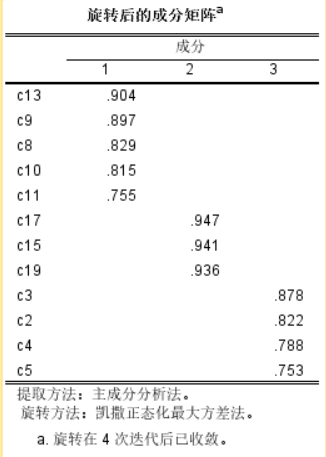 旋转后的成分矩阵a
成分
1 2 3
c13 .904
c9 .897
c8 .829
c10 .815
c11 .755
c17 .947
c15 .941
c19 .936
c3 .878
c2 .822
c4 .788
c5 .753
提取方法：主成分分析法。
旋转方法：凯撒正态化最大方差法。
a. 旋转在 4 次迭代后已收敛。